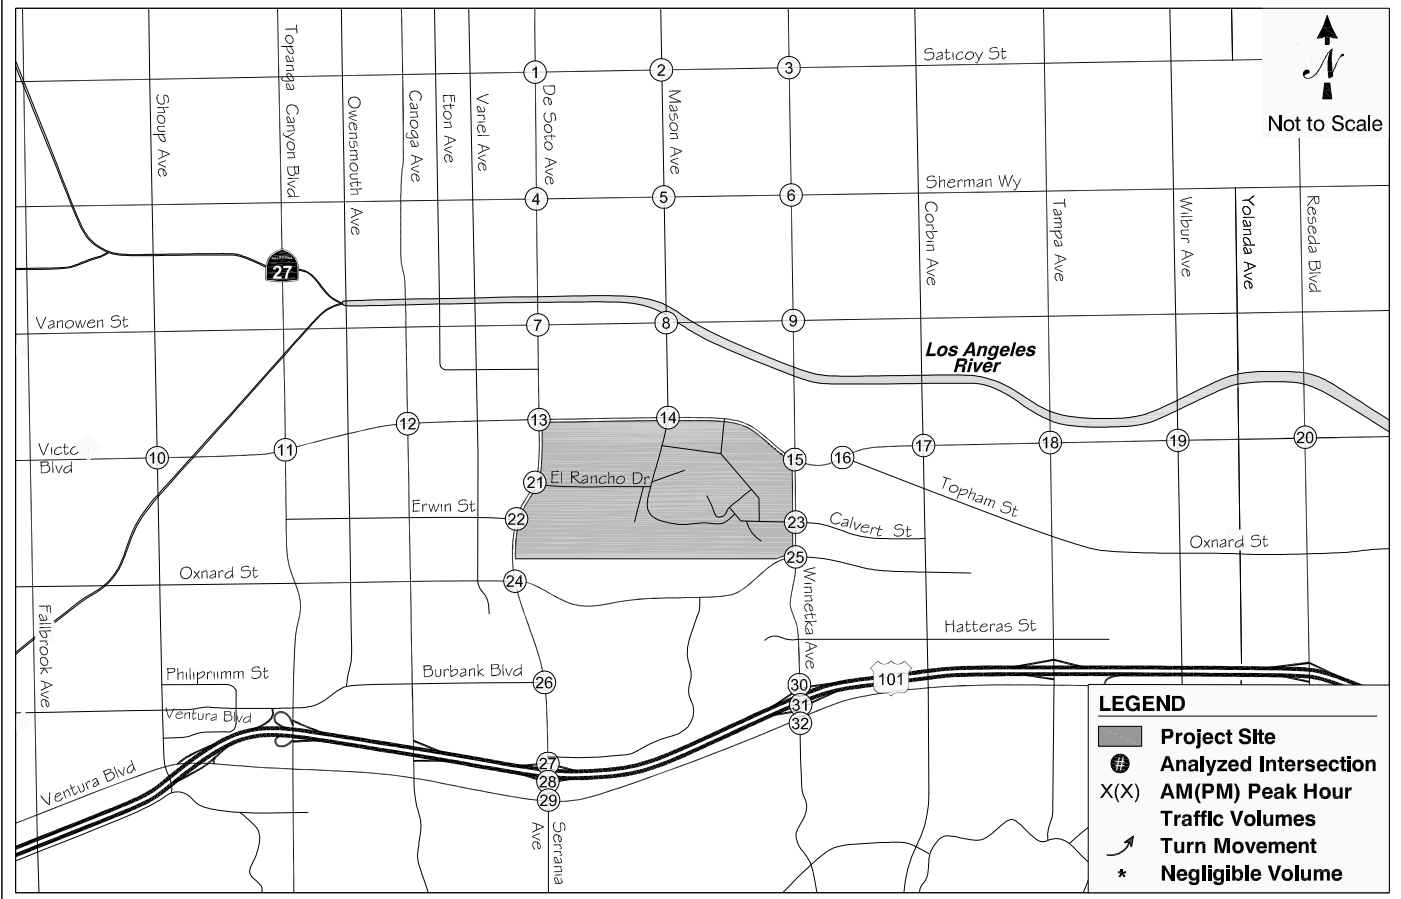 Saticoy St
N
Not to Scale
1
2
3
Topanga Canyon Blvd
Shoup Ave
Owensmouth Ave
Canoga Ave
Eton Ave
Variel Ave
De Soto Ave
Mason Ave
Sherman Wy
4
5
6
Corbin Ave
Tampa Ave
Wilbur Ave
Yolanda Ave
Reseda Blvd
27
Vanowen St
7
8
9
Los Angeles
River
Victc
Blvd
10
11
12
13
14
15
16
17
18
19
20
21
El Rancho Dr
Topham St
Erwin St
22
23
Calvert St
Oxnard St
25
Oxnard St
24
Winnetka Ave
Fallbrook Ave
Hatteras St
Philiprimm St
Burbank Blvd
26
30
101
31
32
Ventura Blvd
27
28
29
Ventura Blvd
Serrania
Ave
LEGEND
Project Site
# Analyzed Intersection
X(X) AM(PM) Peak Hour
Traffic Volumes
Turn Movement
* Negligible Volume